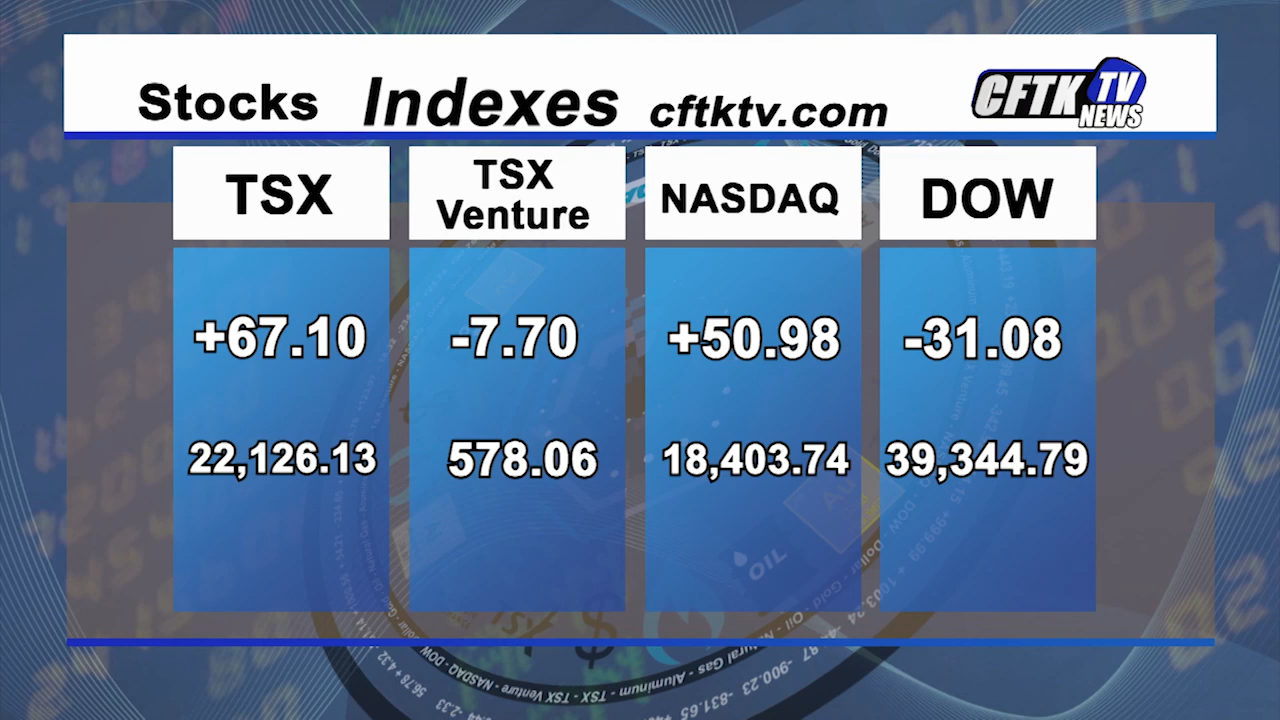 Stocks Indexes cftktv.com
CFTK TV
NEWS
TSX
TSX
Venture
NASDAQ
DOW
+67.10 -7.70 +50.98 -31.08
22,126.13 578.06 18,403.74 39,344.79
OIL